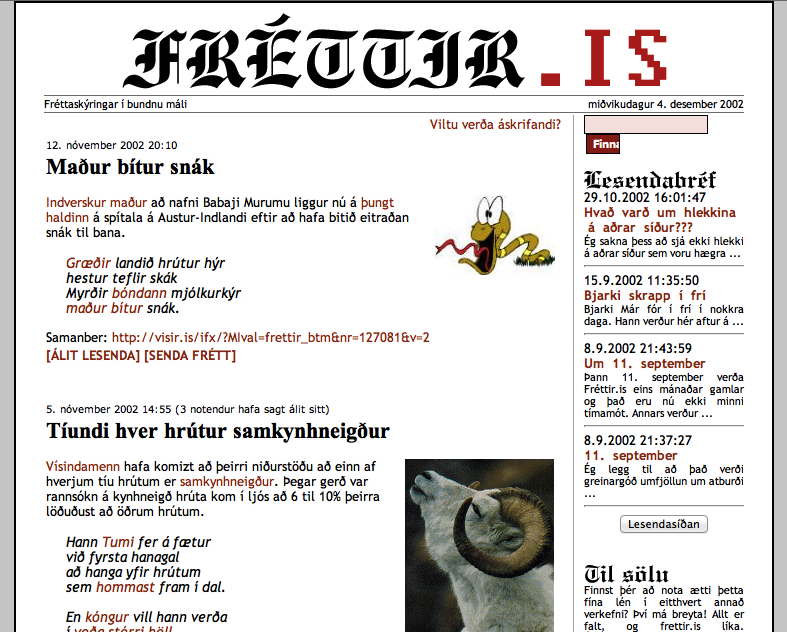 FRÉTTIR.IS
Fréttaskýringar í bundnu máli
miðvikudagur 4. desember 2002
Viltu verða áskrifandi?
12. nóvember 2002 20:10
Maður bítur snák
Indverskur maður að nafni Babaji Murumu liggur nú á þungt
haldinn á spítala á Austur-Indlandi eftir að hafa bitið eitraðan
snák til bana.
Græðir landið hrútur hýr
hestur teflir skák
Myrðir bóndann mjólkurkýr
maður bítur snák.
Samanber: http://visir.is/ifx/?MIval=frettir_btm&nr=127081&v=2
[ÁLIT LESENDA] [SENDA FRÉTT]
5. nóvember 2002 14:55 (3 notendur hafa sagt álit sitt)
Tíundi hver hrútur samkynhneigður
Vísindamenn hafa komizt að þeirri niðurstöðu að einn af
hverjum tíu hrútum er samkynhneigður. Þegar gerð var
rannsókn á kynhneigð hrúta kom í ljós að 6 til 10% þeirra
löðuðust að öðrum hrútum.
Hann Tumi fer á fætur
við fyrsta hanagal
að hanga yfir hrútum
sem hommast fram í dal.
En kóngur vill hann verða
í veða stórri höll
Finna
Lesendabréf
29.10.2002 16:01:47
Hvað varð um hlekkina
á aðrar síður???
Ég sakna þess að sjá ekki hlekki
á aðrar síður sem voru hægra ...
15.9.2002 11:35:50
Bjarki skrapp í frí
Bjarki Már fór í frí í nokkra
daga. Hann verður hér aftur á ...
8.9.2002 21:43:59
Um 11. september
Þann 11. september verða
Fréttir.is eins mánaðar gamlar
og það eru nú ekki minni
tímamót. Annars verður ...
8.9.2002 21:37:27
11. september
Ég legg til að það verði
greinargóð umfjöllun um atburði
...
Lesendasíðan
Til sölu
Finnst þér að nota ætti þetta
fína lén í eitthvert annað
verkefni? Því má breyta! Allt er
falt, og frettir.is líka.